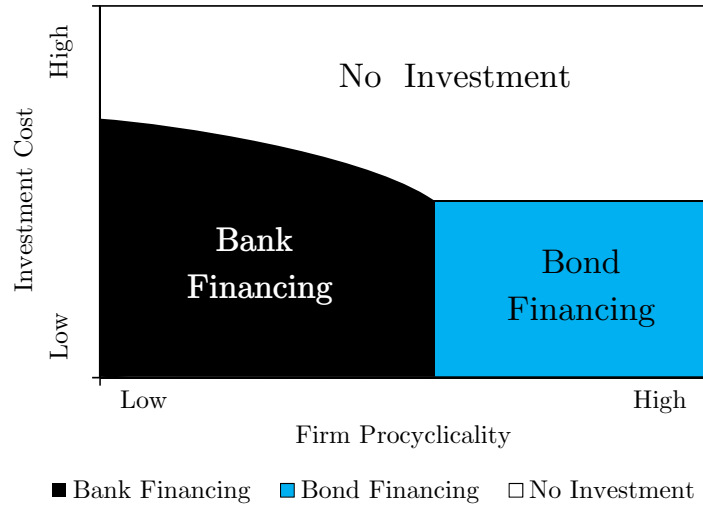 High
No Investment
Investment Cost
Bank
Financing
Bond
Financing
Low
Low
High
Firm Procyclicality
Bank Financing
Bond Financing
No Investment